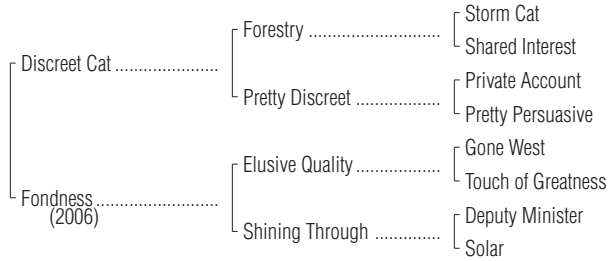 Storm Cat
Forestry ............................
Shared Interest
Discreet Cat ......................
Private Account
Pretty Discreet ..................
Pretty Persuasive
Gone West
Elusive Quality ..................
Touch of Greatness
Fondness..........................
(2006)
Deputy Minister
Shining Through ..............
Solar